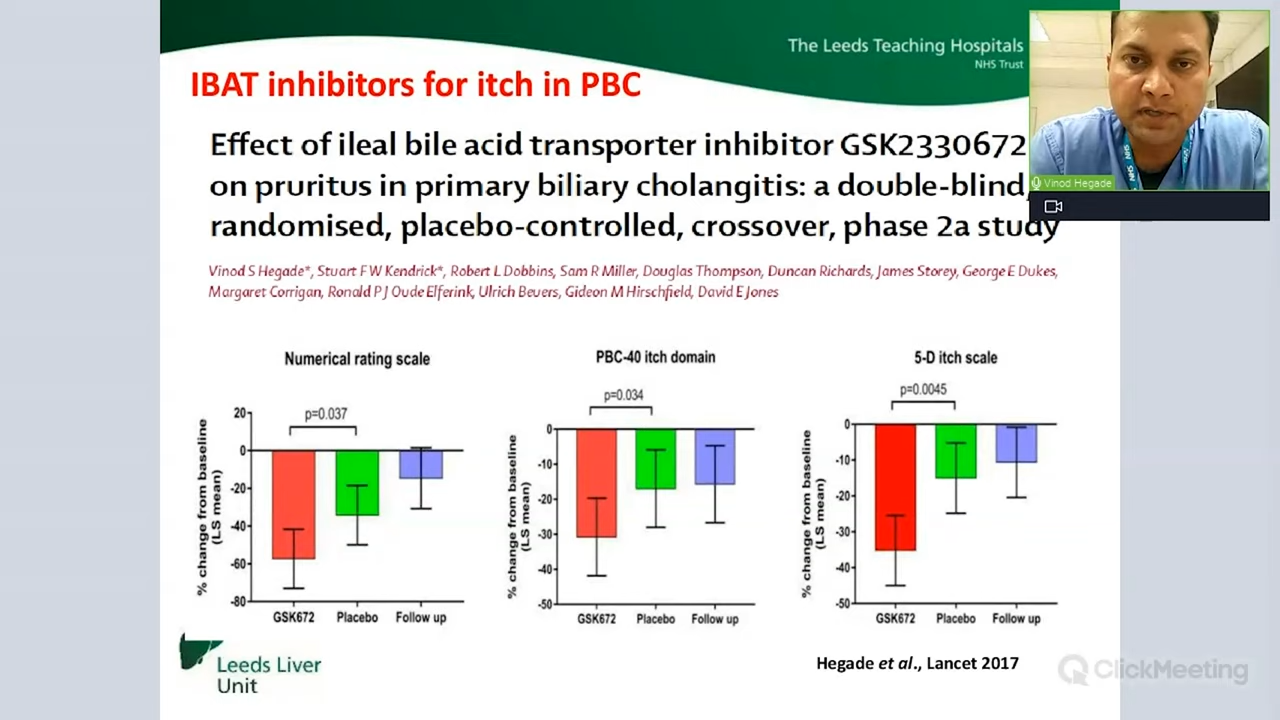 The Leeds Teaching Hospitals
NHS Trust
IBAT inhibitors for itch in PBC
Effect of ileal bile acid transporter inhibitor GSK2330672
on pruritus in primary biliary cholangitis: a double-blind,
randomised, placebo-controlled, crossover, phase 2a study
Vinod S Hegade*, Stuart F W Kendrick*, Robert L Dobbins, Sam R Miller, Douglas Thompson, Duncan Richards, James Storey, George E Dukes,
Margaret Corrigan, Ronald P J Oude Elferink, Ulrich Beuers, Gideon M Hirschfield, David E Jones
Vinod Hegade
NHS
Numerical rating scale
p=0.037
% change from baseline
(LS mean)
20
0
-20
-40
-60
-80
GSK672 Placebo Follow up
PBC-40 itch domain
p=0.034
% change from baseline
(LS mean)
0
-10
-20
-30
-40
-50
GSK672 Placebo Follow up
5-D itch scale
p=0.0045
% change from baseline
(LS mean)
0
-10
-20
-30
-40
-50
GSK672 Placebo Follow up
Leeds Liver
Unit
Hegade et al., Lancet 2017
ClickMeeting